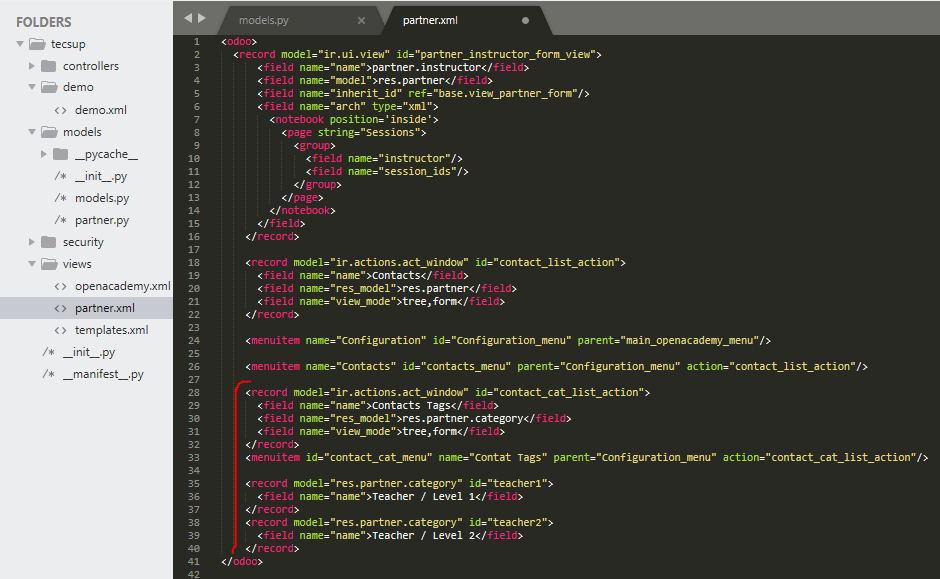 FOLDERS
tecsup
controllers
demo
<> demo.xml
models
__pycache__
/* __init__.py
/* models.py
/* partner.py
security
views
<> openacademy.xml
<> partner.xml
<> templates.xml
/* __init__.py
/* __manifest__.py
models.py ×
partner.xml
1 <odoo>
2 <record model="ir.ui.view" id="partner_instructor_form_view">
3 <field name="name">partner.instructor</field>
4 <field name="model">res.partner</field>
5 <field name="inherit_id" ref="base.view_partner_form"/>
6 <field name="arch" type="xml">
7 <notebook position='inside'>
8 <page string="Sessions">
9 <group>
10 <field name="instructor"/>
11 <field name="session_ids"/>
12 </group>
13 </page>
14 </notebook>
15 </field>
16 </record>
17
18 <record model="ir.actions.act_window" id="contact_list_action">
19 <field name="name">Contacts</field>
20 <field name="res_model">res.partner</field>
21 <field name="view_mode">tree,form</field>
22 </record>
23
24 <menuitem name="Configuration" id="Configuration_menu" parent="main_openacademy_menu"/>
25
26 <menuitem name="Contacts" id="contacts_menu" parent="Configuration_menu" action="contact_list_action"/>
27
28 <record model="ir.actions.act_window" id="contact_cat_list_action">
29 <field name="name">Contacts Tags</field>
30 <field name="res_model">res.partner.category</field>
31 <field name="view_mode">tree,form</field>
32 </record>
33 <menuitem id="contact_cat_menu" name="Contat Tags" parent="Configuration_menu" action="contact_cat_list_action"/>
34
35 <record model="res.partner.category" id="teacher1">
36 <field name="name">Teacher / Level 1</field>
37 </record>
38 <record model="res.partner.category" id="teacher2">
39 <field name="name">Teacher / Level 2</field>
40 </record>
41 </odoo>
42